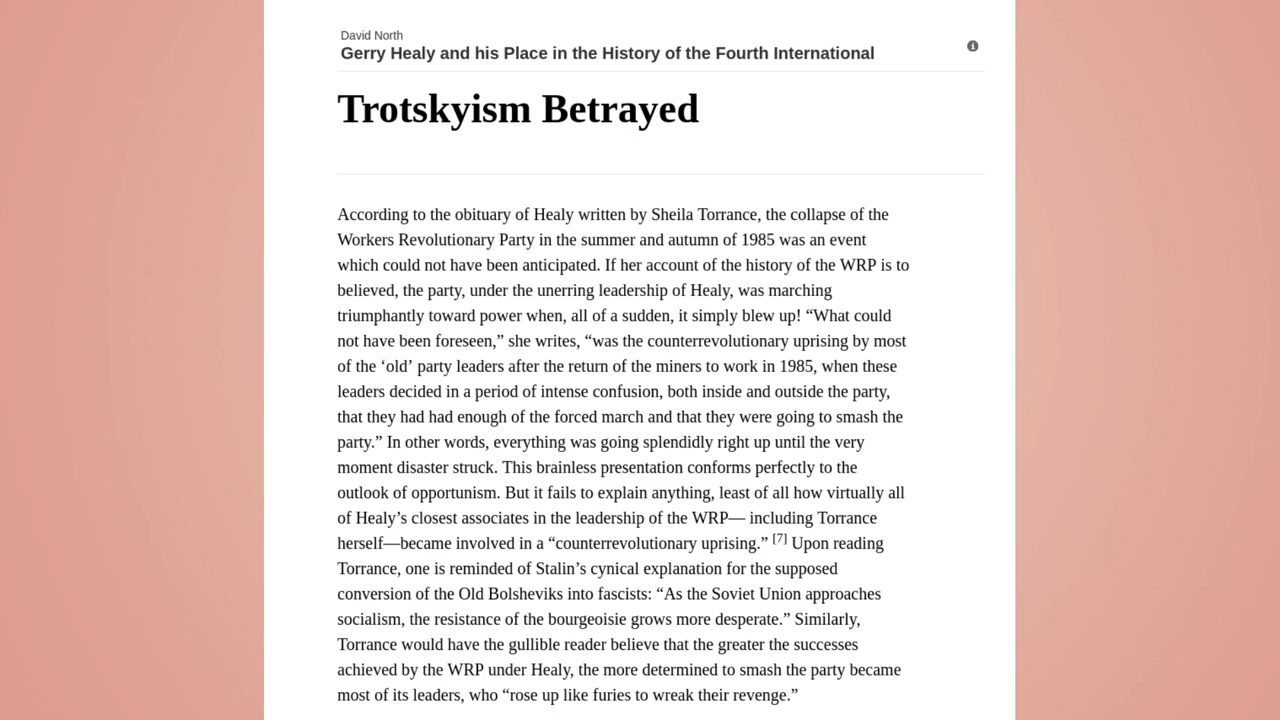 David North
Gerry Healy and his Place in the History of the Fourth International
Trotskyism Betrayed
According to the obituary of Healy written by Sheila Torrance, the collapse of the
Workers Revolutionary Party in the summer and autumn of 1985 was an event
which could not have been anticipated. If her account of the history of the WRP is to
believed, the party, under the unerring leadership of Healy, was marching
triumphantly toward power when, all of a sudden, it simply blew up! “What could
not have been foreseen,” she writes, “was the counterrevolutionary uprising by most
of the ‘old’ party leaders after the return of the miners to work in 1985, when these
leaders decided in a period of intense confusion, both inside and outside the party,
that they had had enough of the forced march and that they were going to smash the
party.” In other words, everything was going splendidly right up until the very
moment disaster struck. This brainless presentation conforms perfectly to the
outlook of opportunism. But it fails to explain anything, least of all how virtually all
of Healy’s closest associates in the leadership of the WRP— including Torrance
herself—became involved in a “counterrevolutionary uprising.” [7] Upon reading
Torrance, one is reminded of Stalin’s cynical explanation for the supposed
conversion of the Old Bolsheviks into fascists: “As the Soviet Union approaches
socialism, the resistance of the bourgeoisie grows more desperate.” Similarly,
Torrance would have the gullible reader believe that the greater the successes
achieved by the WRP under Healy, the more determined to smash the party became
most of its leaders, who “rose up like furies to wreak their revenge.”